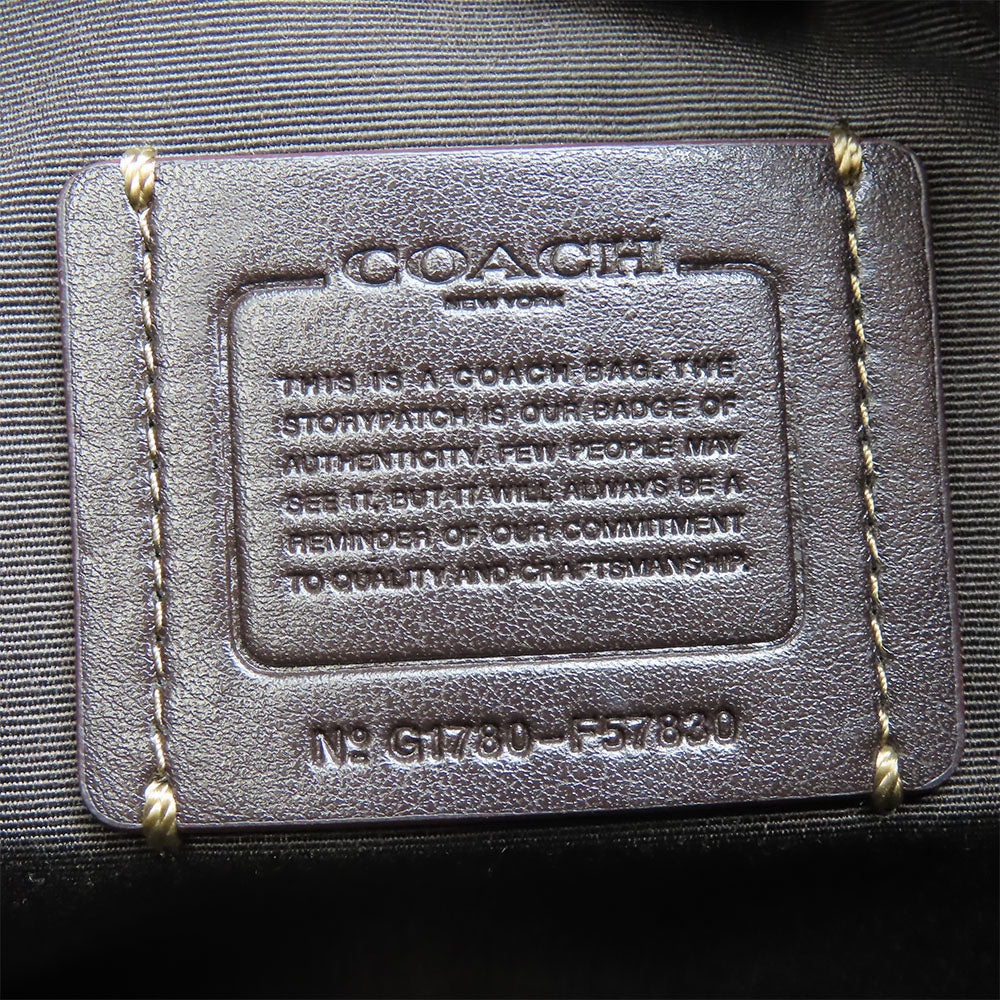 COACH
NEW YORK
THIS IS A COACH BAG. THE
STORYPATCH IS OUR BADGE OF
AUTHENTICITY. FEW PEOPLE MAY
SEE IT, BUT IT WILL ALWAYS BE A
REMINDER OF OUR COMMITMENT
TO QUALITY AND CRAFTSMANSHIP.
Nº G1780-F57830